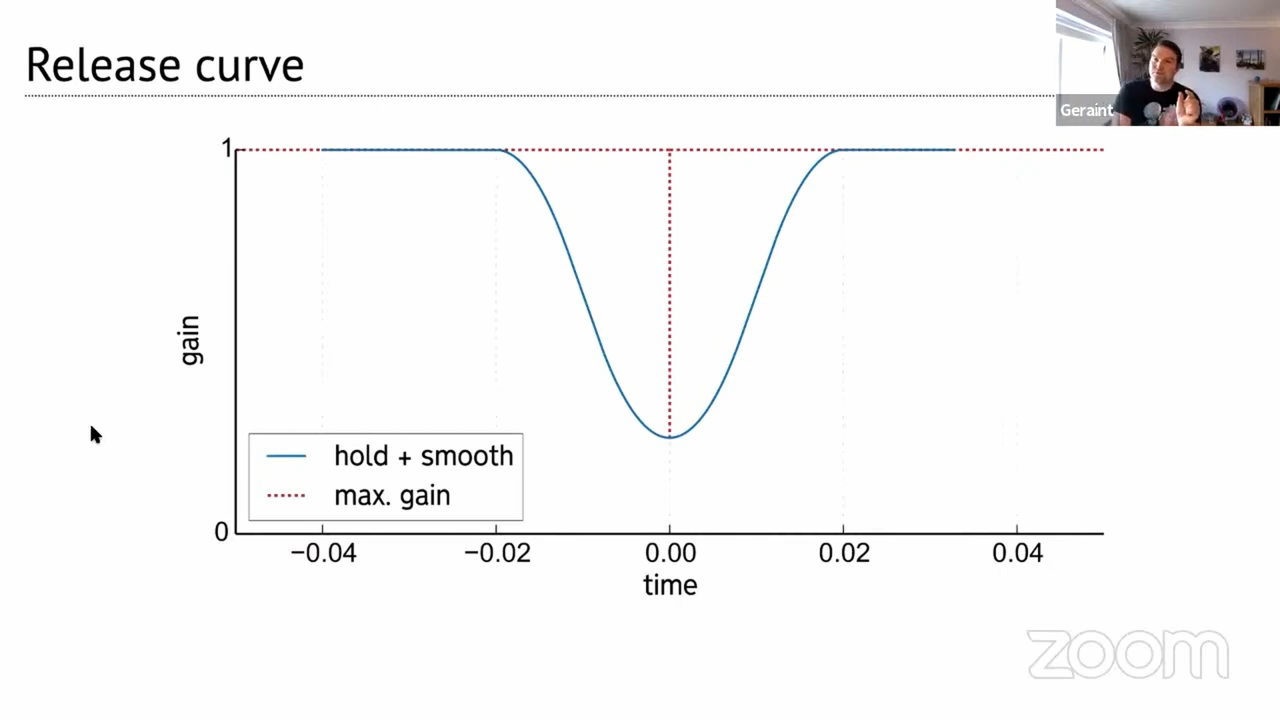 Release curve
Geraint
1
gain
hold + smooth
max. gain
0
−0.04 −0.02 0.00 0.02 0.04
time
zoom